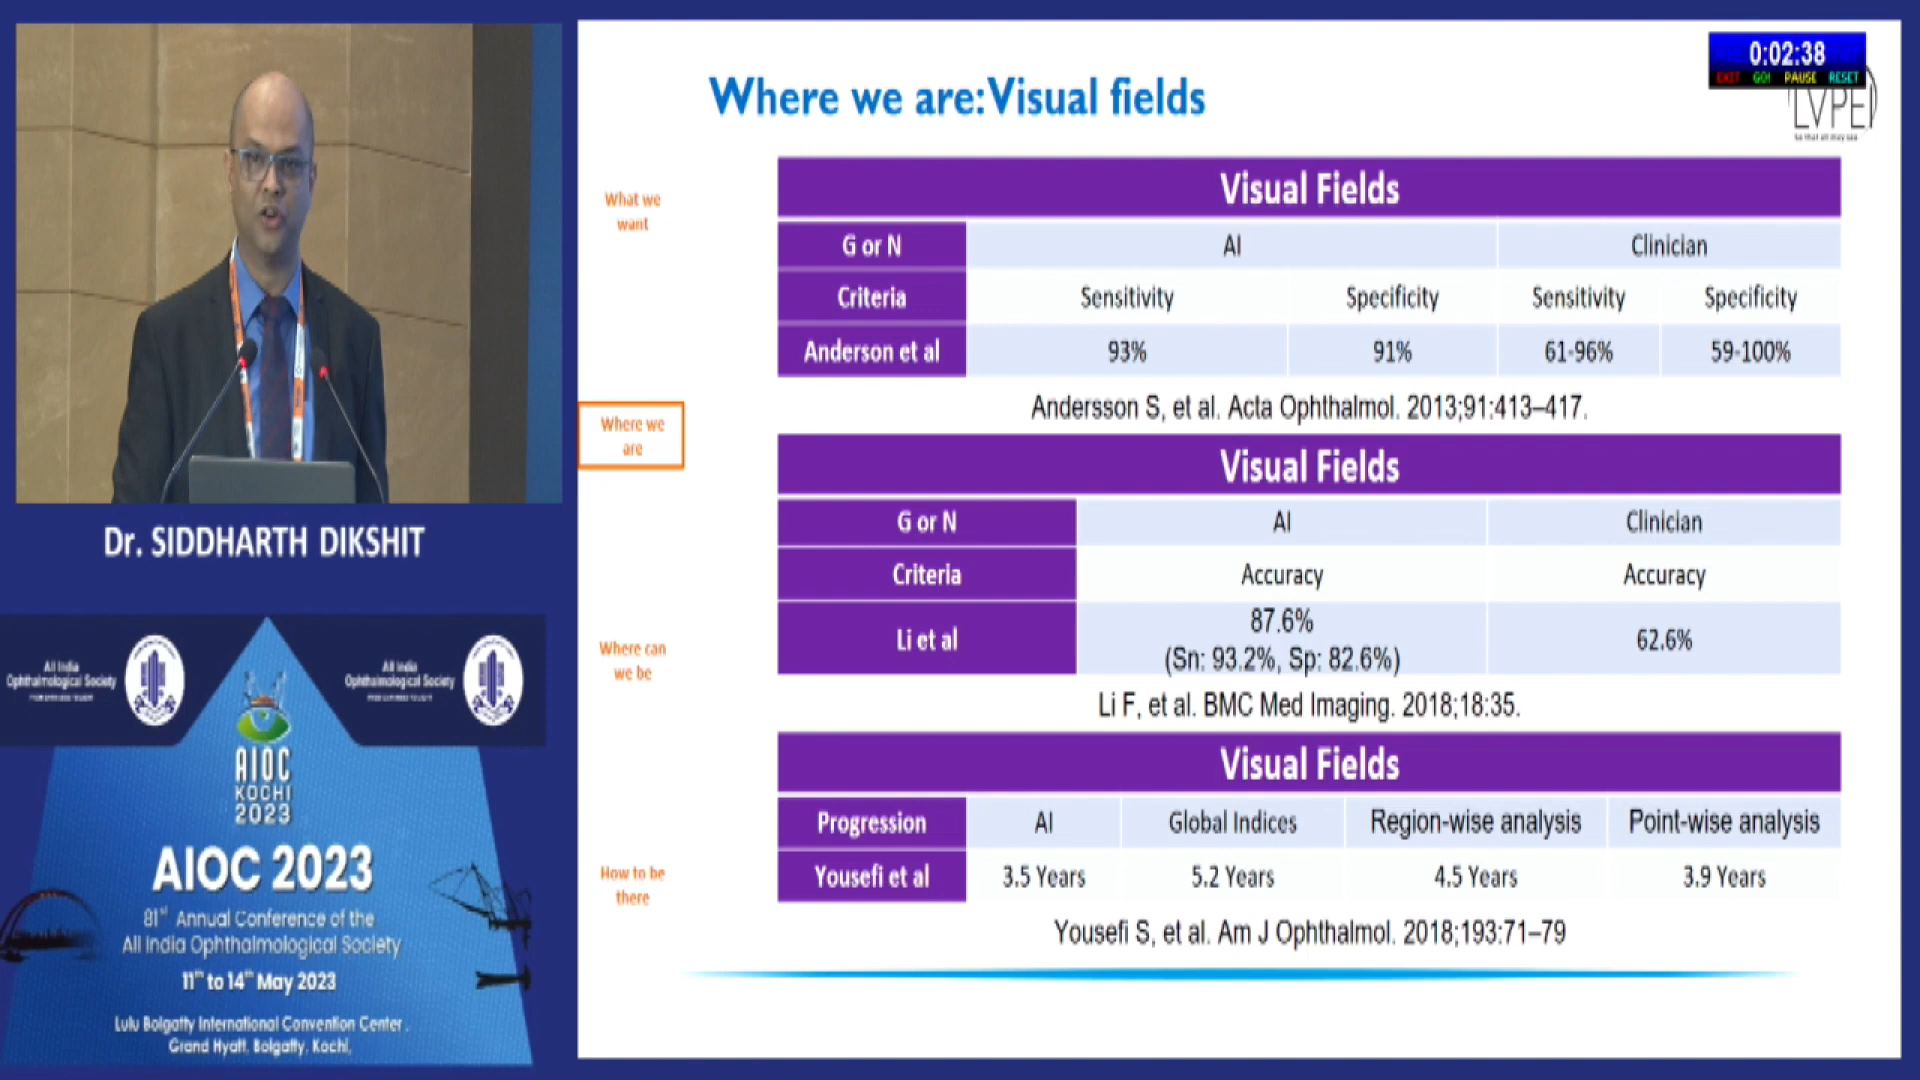 0:02:38
EXIT GO! PAUSE RESET
LVPEI
So that all may see
Where we are:Visual fields
What we
want
Where we
are
Where can
we be
How to be
there
Visual Fields
G or N AI Clinician
Criteria Sensitivity Specificity Sensitivity Specificity
Anderson et al 93% 91% 61-96% 59-100%
Andersson S, et al. Acta Ophthalmol. 2013;91:413–417.
Visual Fields
G or N AI Clinician
Criteria Accuracy Accuracy
Li et al 87.6% 62.6%
(Sn: 93.2%, Sp: 82.6%)
Li F, et al. BMC Med Imaging. 2018;18:35.
Visual Fields
Progression AI Global Indices Region-wise analysis Point-wise analysis
Yousefi et al 3.5 Years 5.2 Years 4.5 Years 3.9 Years
Yousefi S, et al. Am J Ophthalmol. 2018;193:71–79
Dr. SIDDHARTH DIKSHIT
All India
Ophthalmological Society
All India
Ophthalmological Society
AIOC
KOCHI
2023
AIOC 2023
81st Annual Conference of the
All India Ophthalmological Society
11th to 14th May 2023
Lulu Bolgatty International Convention Center,
Grand Hyatt, Bolgatty, Kochi,